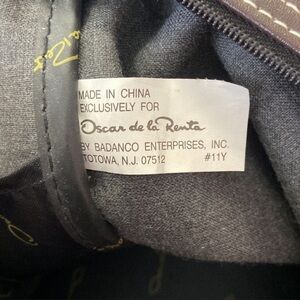 MADE IN CHINA
EXCLUSIVELY FOR
Oscar de la Renta
BY BADANCO ENTERPRISES, INC.
TOTOWA, N.J. 07512 #11Y